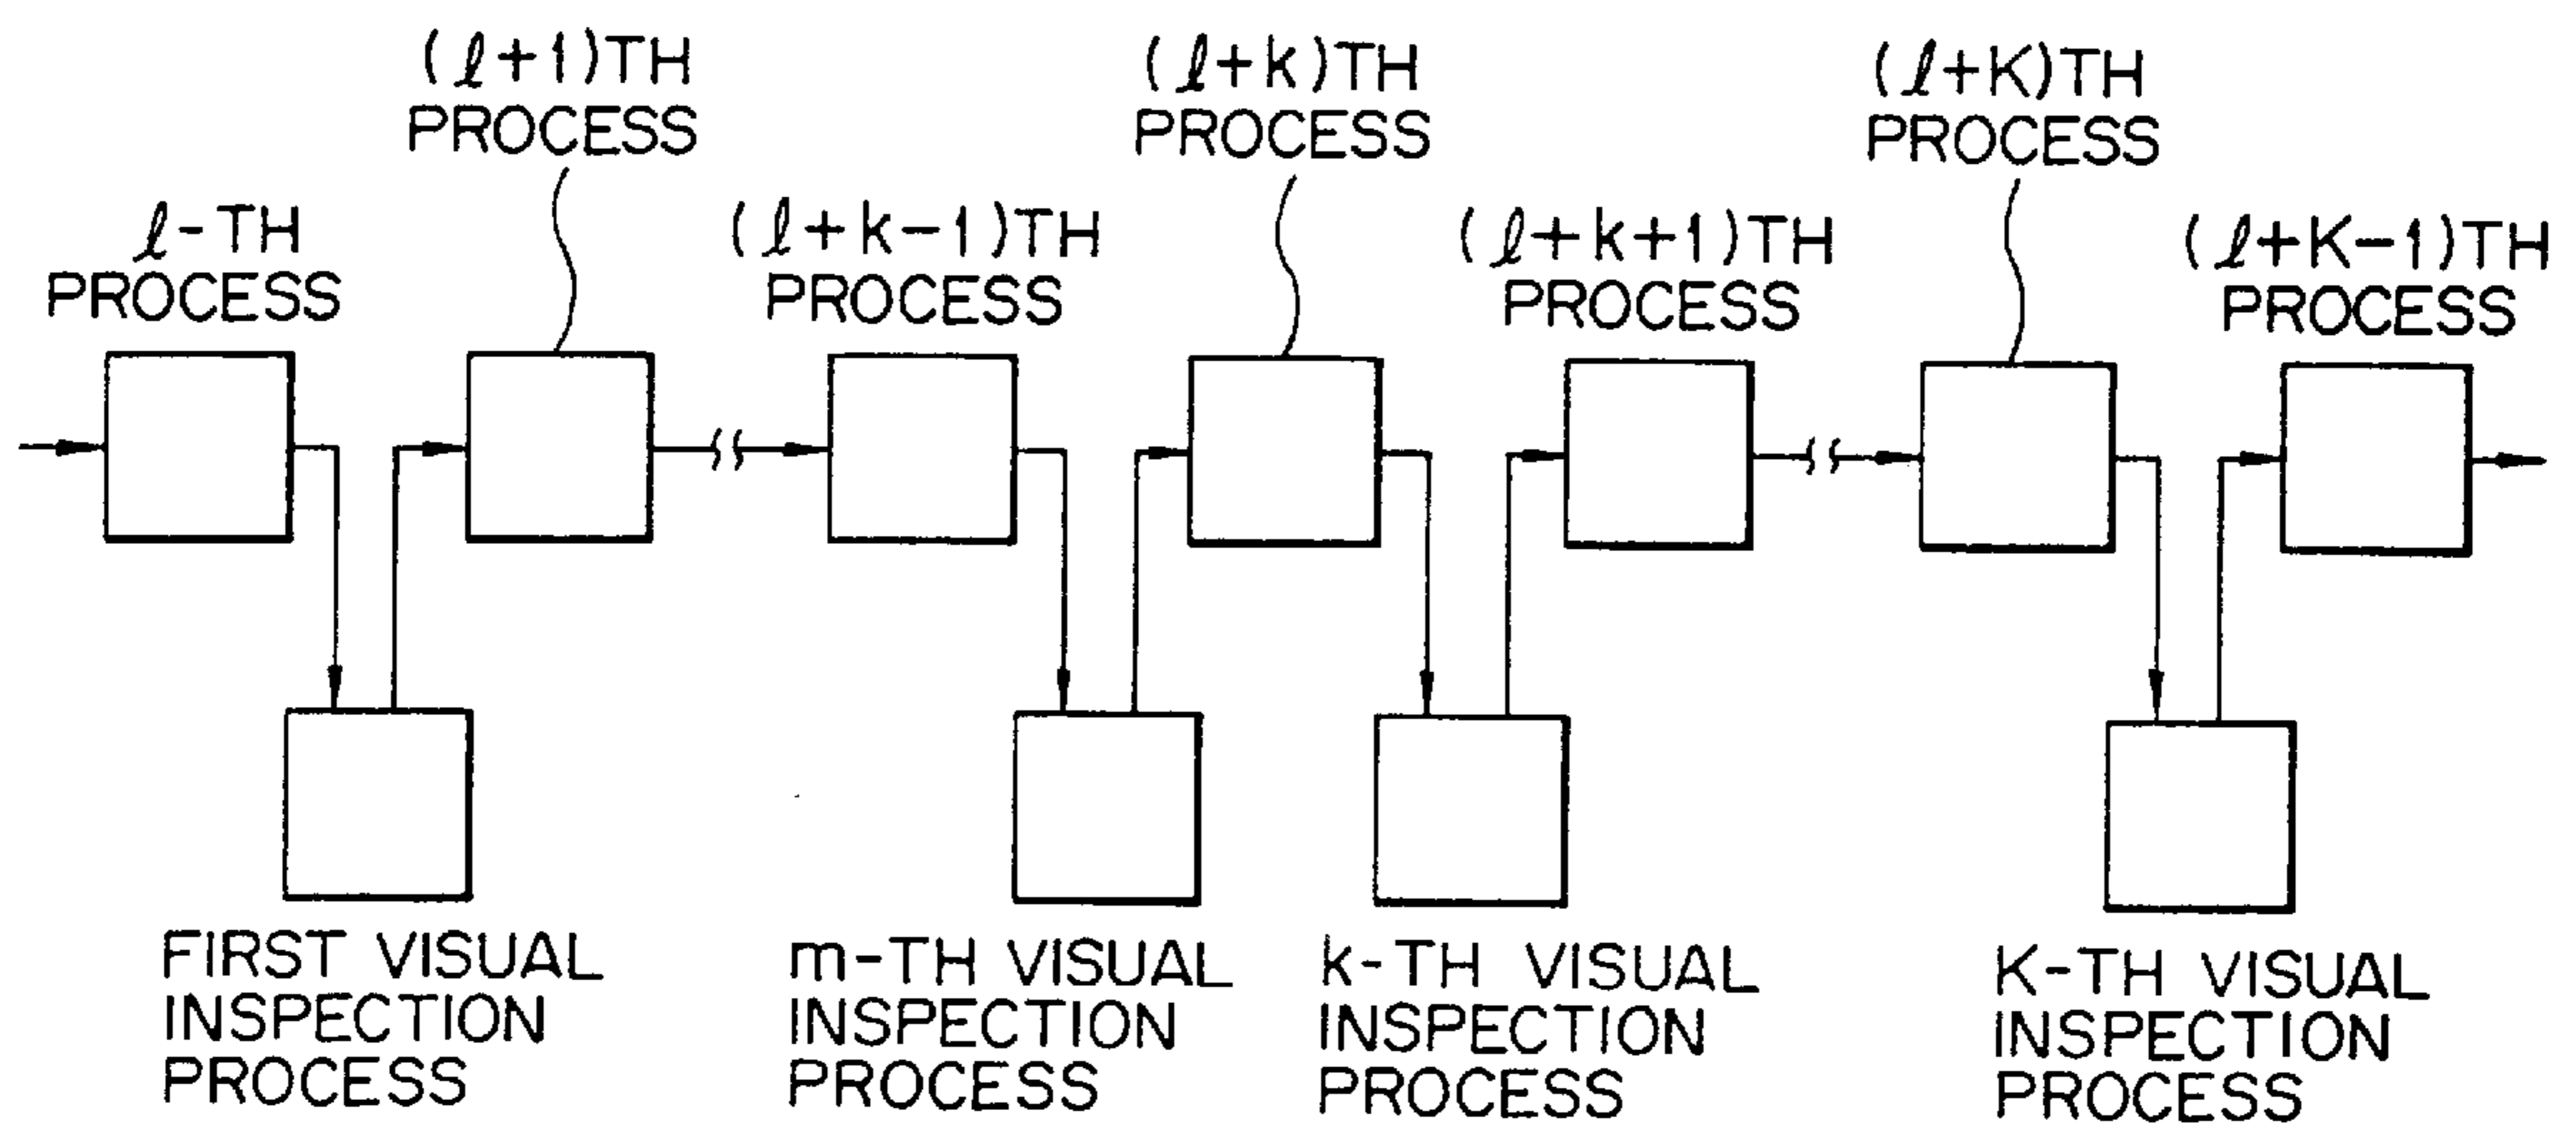 (ℓ+1)TH
PROCESS
(ℓ+k)TH
PROCESS
(ℓ+K)TH
PROCESS
ℓ-TH
PROCESS
(ℓ+k-1)TH
PROCESS
(ℓ+k+1)TH
PROCESS
(ℓ+K-1)TH
PROCESS
FIRST VISUAL
INSPECTION
PROCESS
m-TH VISUAL
INSPECTION
PROCESS
k-TH VISUAL
INSPECTION
PROCESS
K-TH VISUAL
INSPECTION
PROCESS